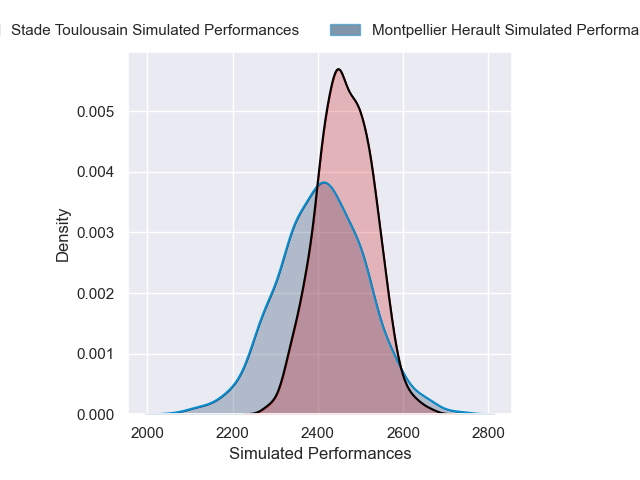 Stade Toulousain Simulated Performances Montpellier Herault Simulated Performa
0.005
0.004
0.003
0.002
0.001
0.000
Density
2000 2200 2400 2600 2800
Simulated Performances